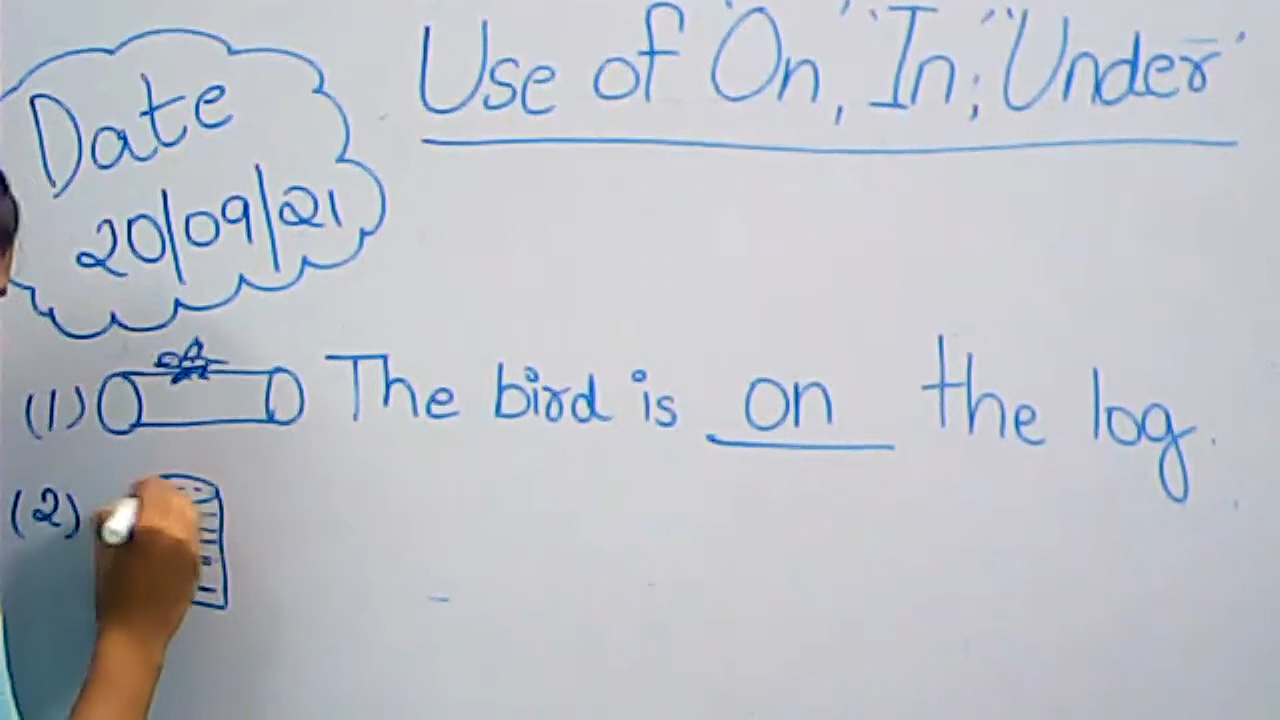 Use of 'On', 'In', 'Under'
Date
20/09/21
(1) The bird is on the log.
(2)